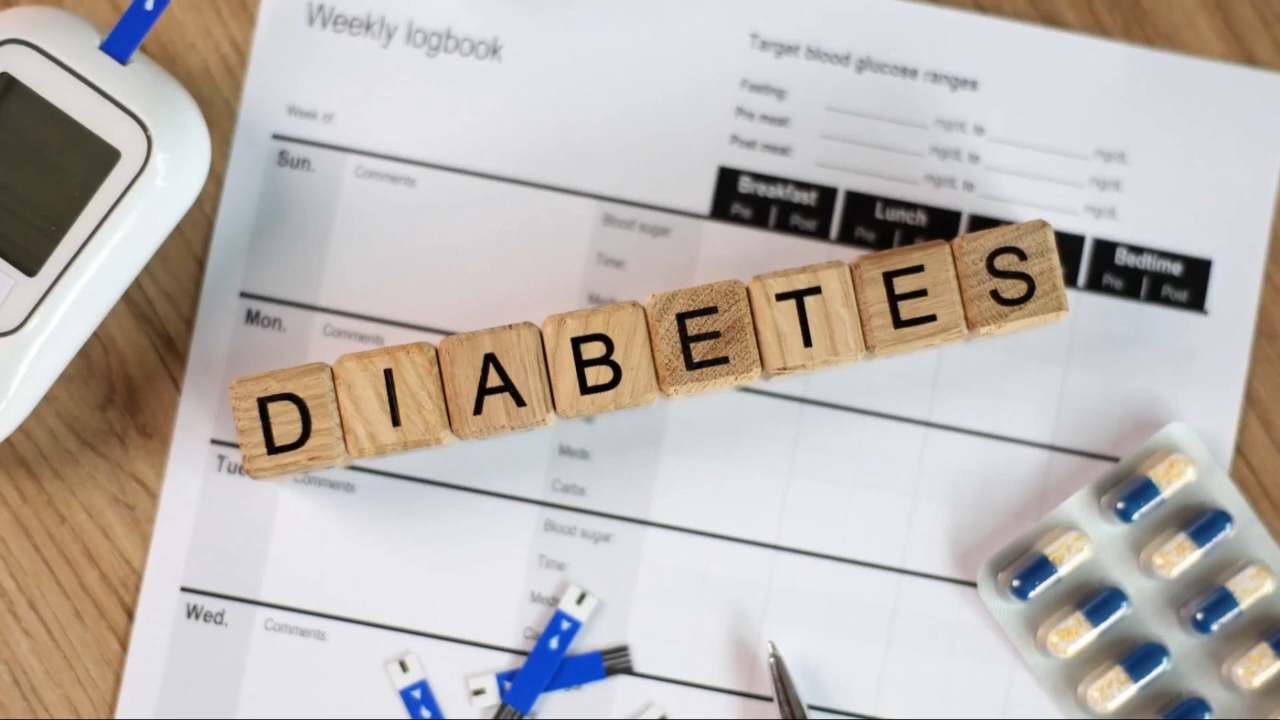 Weekly logbook
Target blood glucose ranges
Fasting:
mg/dL to mg/dL
Pre meal:
mg/dL to mg/dL
Post meal:
mg/dL to mg/dL
Week of
Breakfast Lunch Bedtime
Pre Post Pre Pre Post
Sun. Comments Blood sugar
Time
Mon. Comments
DIABETES
Meds
Carbs
Tue Comments Blood sugar
Time
Wed. Comments